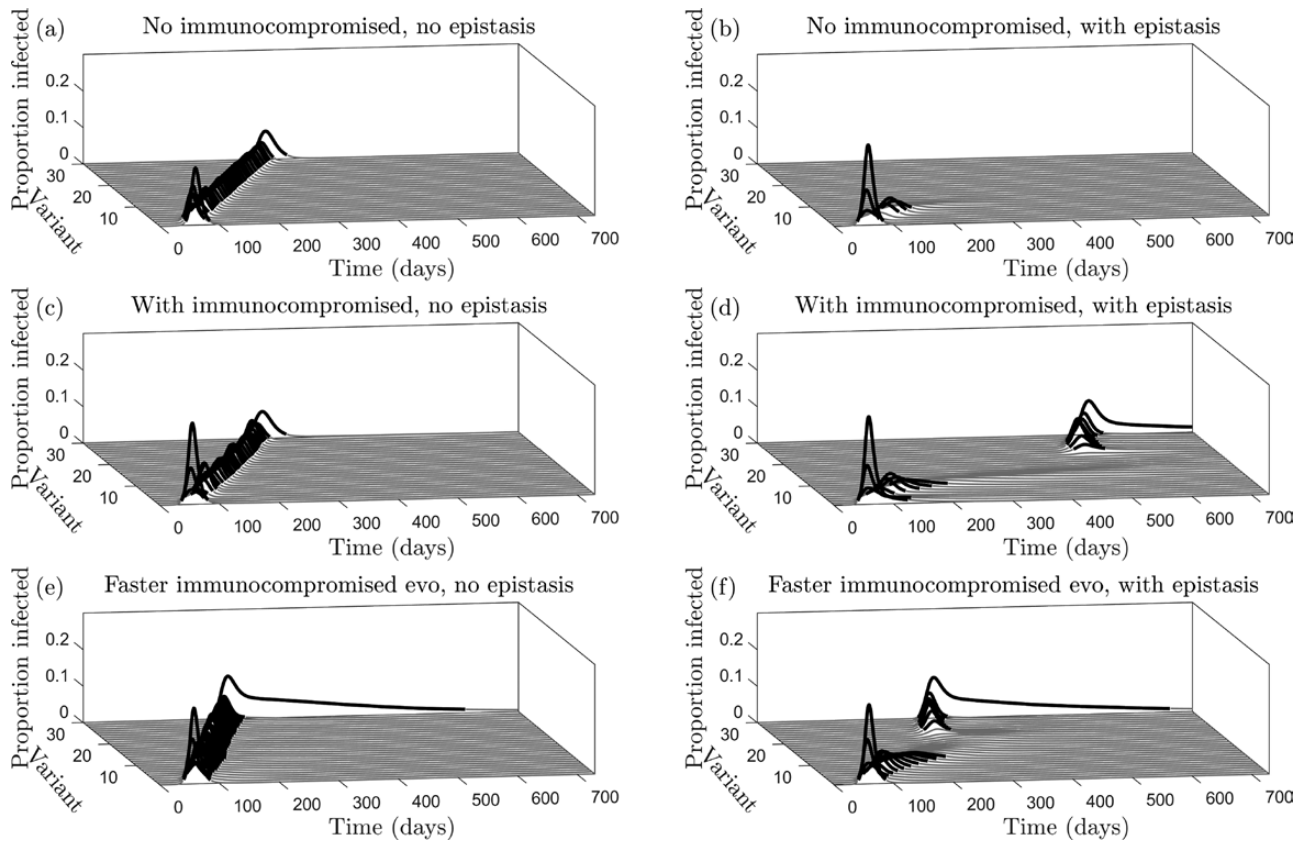 (a) No immunocompromised, no epistasis
Proportion infected
0.2
0.1
0
30
20
10
Variant
0 100 200 300 400 500 600 700
Time (days)
(b) No immunocompromised, with epistasis
Proportion infected
0.2
0.1
0
30
20
10
Variant
0 100 200 300 400 500 600 700
Time (days)
(c) With immunocompromised, no epistasis
Proportion infected
0.2
0.1
0
30
20
10
Variant
0 100 200 300 400 500 600 700
Time (days)
(d) With immunocompromised, with epistasis
Proportion infected
0.2
0.1
0
30
20
10
Variant
0 100 200 300 400 500 600 700
Time (days)
(e) Faster immunocompromised evo, no epistasis
Proportion infected
0.2
0.1
0
30
20
10
Variant
0 100 200 300 400 500 600 700
Time (days)
(f) Faster immunocompromised evo, with epistasis
Proportion infected
0.2
0.1
0
30
20
10
Variant
0 100 200 300 400 500 600 700
Time (days)